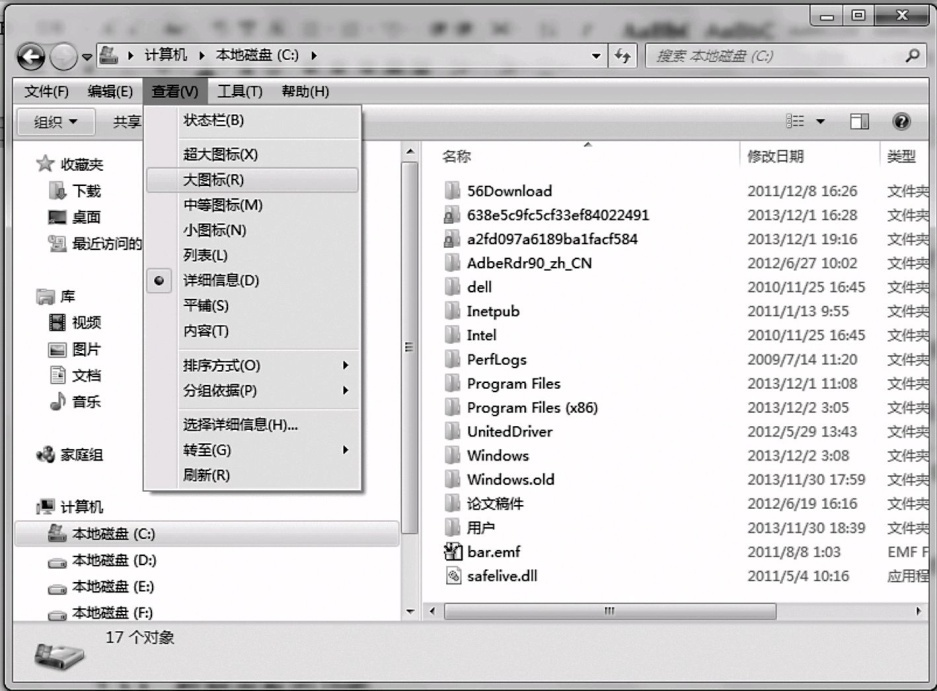 计算机 本地磁盘 (C:)
搜索 本地磁盘 (C:)
文件(F) 编辑(E) 查看(V) 工具(T) 帮助(H)
组织 共享
状态栏(B)
超大图标(X)
大图标(R)
中等图标(M)
小图标(N)
列表(L)
详细信息(D)
平铺(S)
内容(T)
排序方式(O)
分组依据(P)
选择详细信息(H)...
转至(G)
刷新(R)
收藏夹
下载
桌面
最近访问的
库
视频
图片
文档
音乐
家庭组
计算机
本地磁盘 (C:)
本地磁盘 (D:)
本地磁盘 (E:)
本地磁盘 (F:)
名称 修改日期 类型
56Download 2011/12/8 16:26 文件夹
638e5c9fc5cf33ef84022491 2013/12/1 16:28 文件夹
a2fd097a6189ba1facf584 2013/12/1 19:16 文件夹
AdbeRdr90_zh_CN 2012/6/27 10:02 文件夹
dell 2010/11/25 16:45 文件夹
Inetpub 2011/1/13 9:55 文件夹
Intel 2010/11/25 16:45 文件夹
PerfLogs 2009/7/14 11:20 文件夹
Program Files 2013/12/1 11:08 文件夹
Program Files (x86) 2013/12/2 3:05 文件夹
UnitedDriver 2012/5/29 13:43 文件夹
Windows 2013/12/2 3:08 文件夹
Windows.old 2013/11/30 17:59 文件夹
论文稿件 2012/6/19 16:16 文件夹
用户 2013/11/30 18:39 文件夹
bar.emf 2011/8/8 1:03 EMF F
safelive.dll 2011/5/4 10:16 应用程
17 个对象